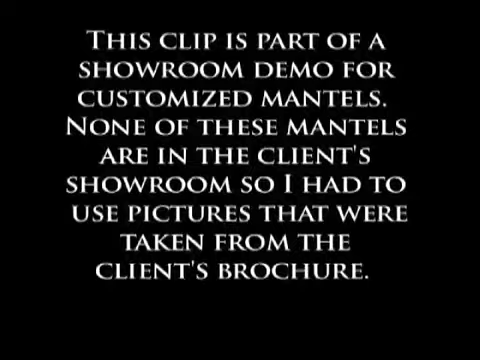 This clip is part of a
showroom demo for
customized mantels.
None of these mantels
are in the client's
showroom so I had to
use pictures that were
taken from the
client's brochure.